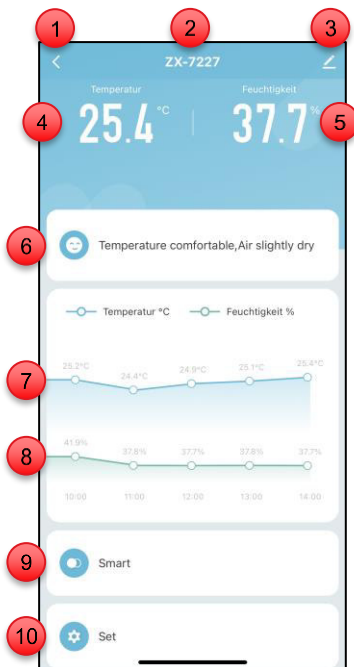 1 2 3
ZX-7227
Temperatur Feuchtigkeit
4 25.4 °C 37.7 % 5
6 Temperature comfortable,Air slightly dry
Temperatur °C Feuchtigkeit %
7 25.2°C 24.4°C 24.9°C 25.1°C 25.4°C
8 41.9% 37.8% 37.7% 37.8% 37.7%
10:00 11:00 12:00 13:00 14:00
9 Smart
10 Set